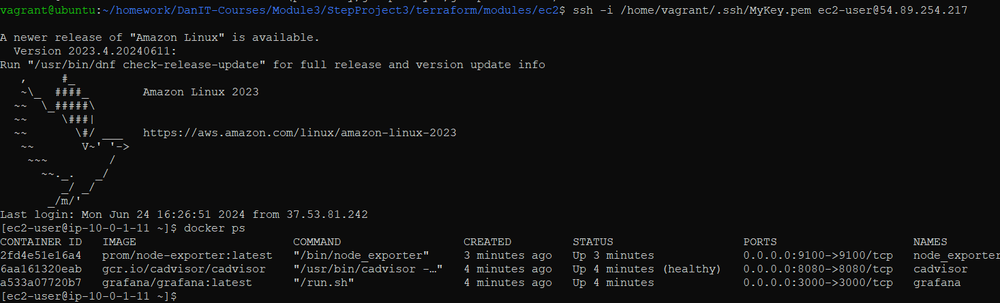 vagrant@ubuntu:~/homework/DanIT-Courses/Module3/StepProject3/terraform/modules/ec2$ ssh -i /home/vagrant/.ssh/MyKey.pem ec2-user@54.89.254.217

A newer release of "Amazon Linux" is available.
  Version 2023.4.20240611:
Run "/usr/bin/dnf check-release-update" for full release and version update info
   ,     #_
   ~\_  ####_        Amazon Linux 2023
  ~~  \_#####\
  ~~     \###|
  ~~       \#/ ___   https://aws.amazon.com/linux/amazon-linux-2023
   ~~       V~' '->
    ~~~         /
      ~~._.   _/
         _/ _/
       _/m/'
Last login: Mon Jun 24 16:26:51 2024 from 37.53.81.242
[ec2-user@ip-10-0-1-11 ~]$ docker ps
CONTAINER ID   IMAGE                       COMMAND                  CREATED         STATUS                   PORTS                    NAMES
2fd4e51e16a4   prom/node-exporter:latest   "/bin/node_exporter"     3 minutes ago   Up 3 minutes             0.0.0.0:9100->9100/tcp   node_exporter
6aa161320eab   gcr.io/cadvisor/cadvisor    "/usr/bin/cadvisor -…"   4 minutes ago   Up 4 minutes (healthy)   0.0.0.0:8080->8080/tcp   cadvisor
a533a07720b7   grafana/grafana:latest      "/run.sh"                4 minutes ago   Up 4 minutes             0.0.0.0:3000->3000/tcp   grafana
[ec2-user@ip-10-0-1-11 ~]$